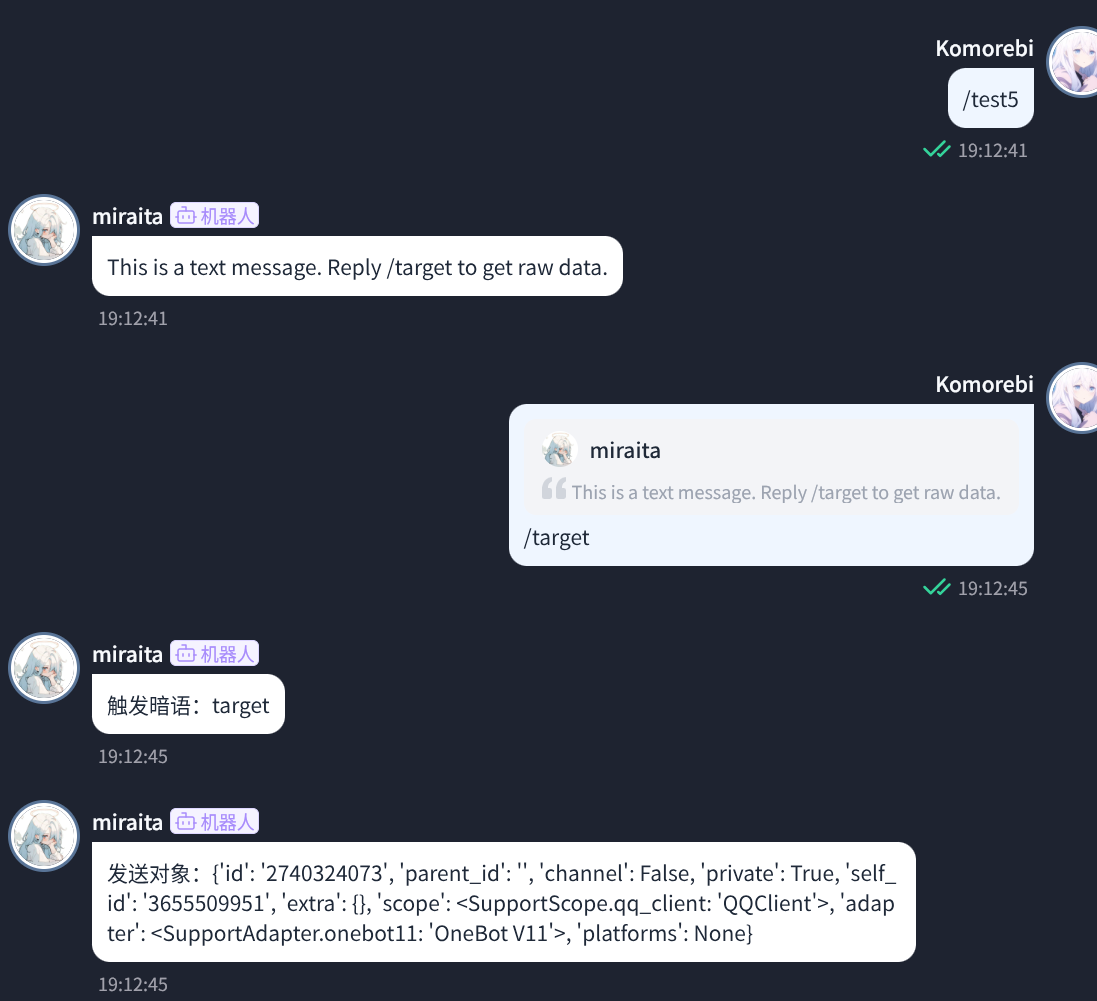 Komorebi
/test5
19:12:41
miraita 机器人
This is a text message. Reply /target to get raw data.
19:12:41
Komorebi
miraita
This is a text message. Reply /target to get raw data.
/target
19:12:45
miraita 机器人
触发暗语：target
19:12:45
miraita 机器人
发送对象：{'id': '2740324073', 'parent_id': '', 'channel': False, 'private': True, 'self_
id': '3655509951', 'extra': {}, 'scope': <SupportScope.qq_client: 'QQClient'>, 'adap
ter': <SupportAdapter.onebot11: 'OneBot V11'>, 'platforms': None}
19:12:45